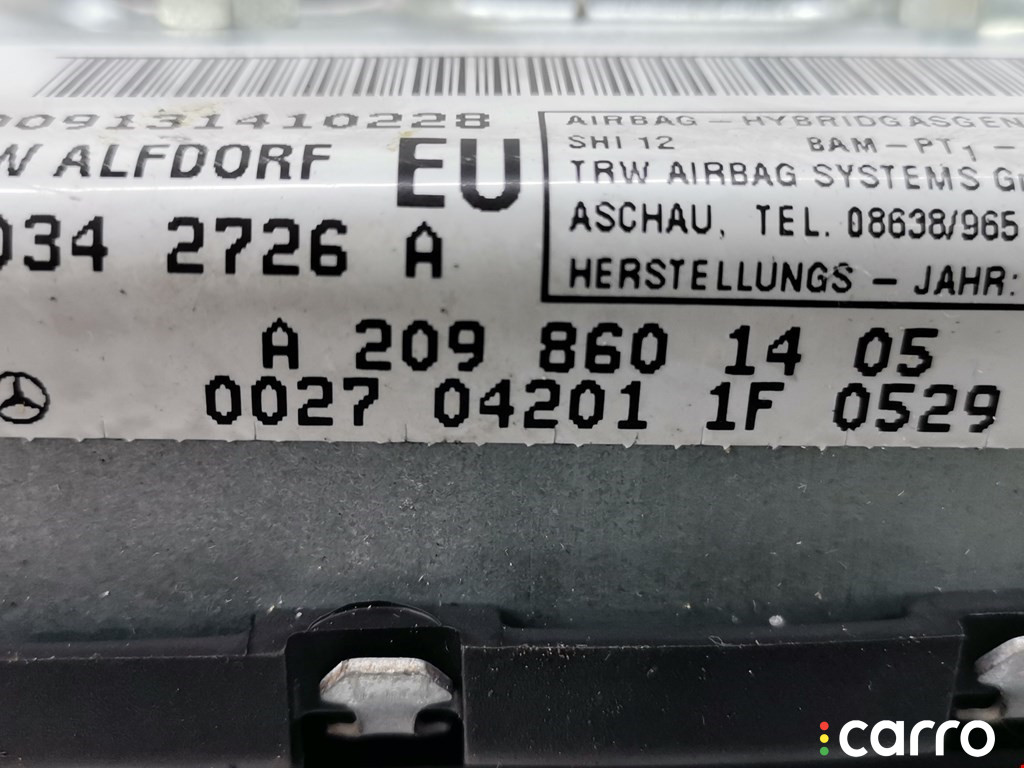 009131410228
W ALFDORF EU
034 2726 A
AIRBAG - HYBRIDGASGEN
SHI 12 BAM-PT1-
TRW AIRBAG SYSTEMS G
ASCHAU, TEL. 08638/965
HERSTELLUNGS - JAHR:
A 209 860 14 05
0027 04201 1F 0529
carro